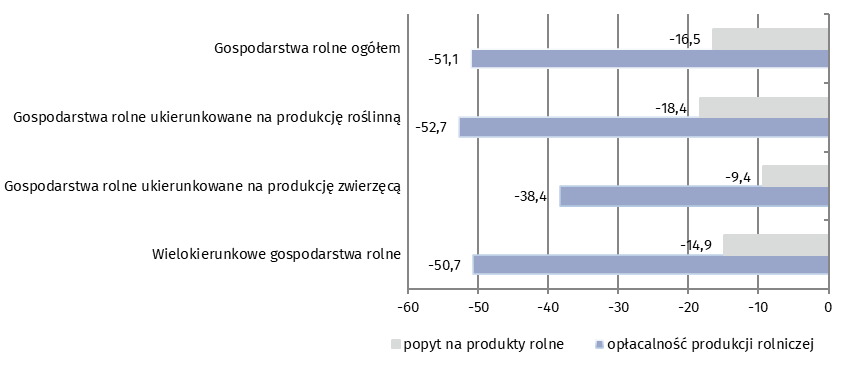 Gospodarstwa rolne ogółem
-16,5
-51,1
Gospodarstwa rolne ukierunkowane na produkcję roślinną
-18,4
-52,7
Gospodarstwa rolne ukierunkowane na produkcję zwierzęcą
-9,4
-38,4
Wielokierunkowe gospodarstwa rolne
-14,9
-50,7
-60 -50 -40 -30 -20 -10 0
popyt na produkty rolne opłacalność produkcji rolniczej